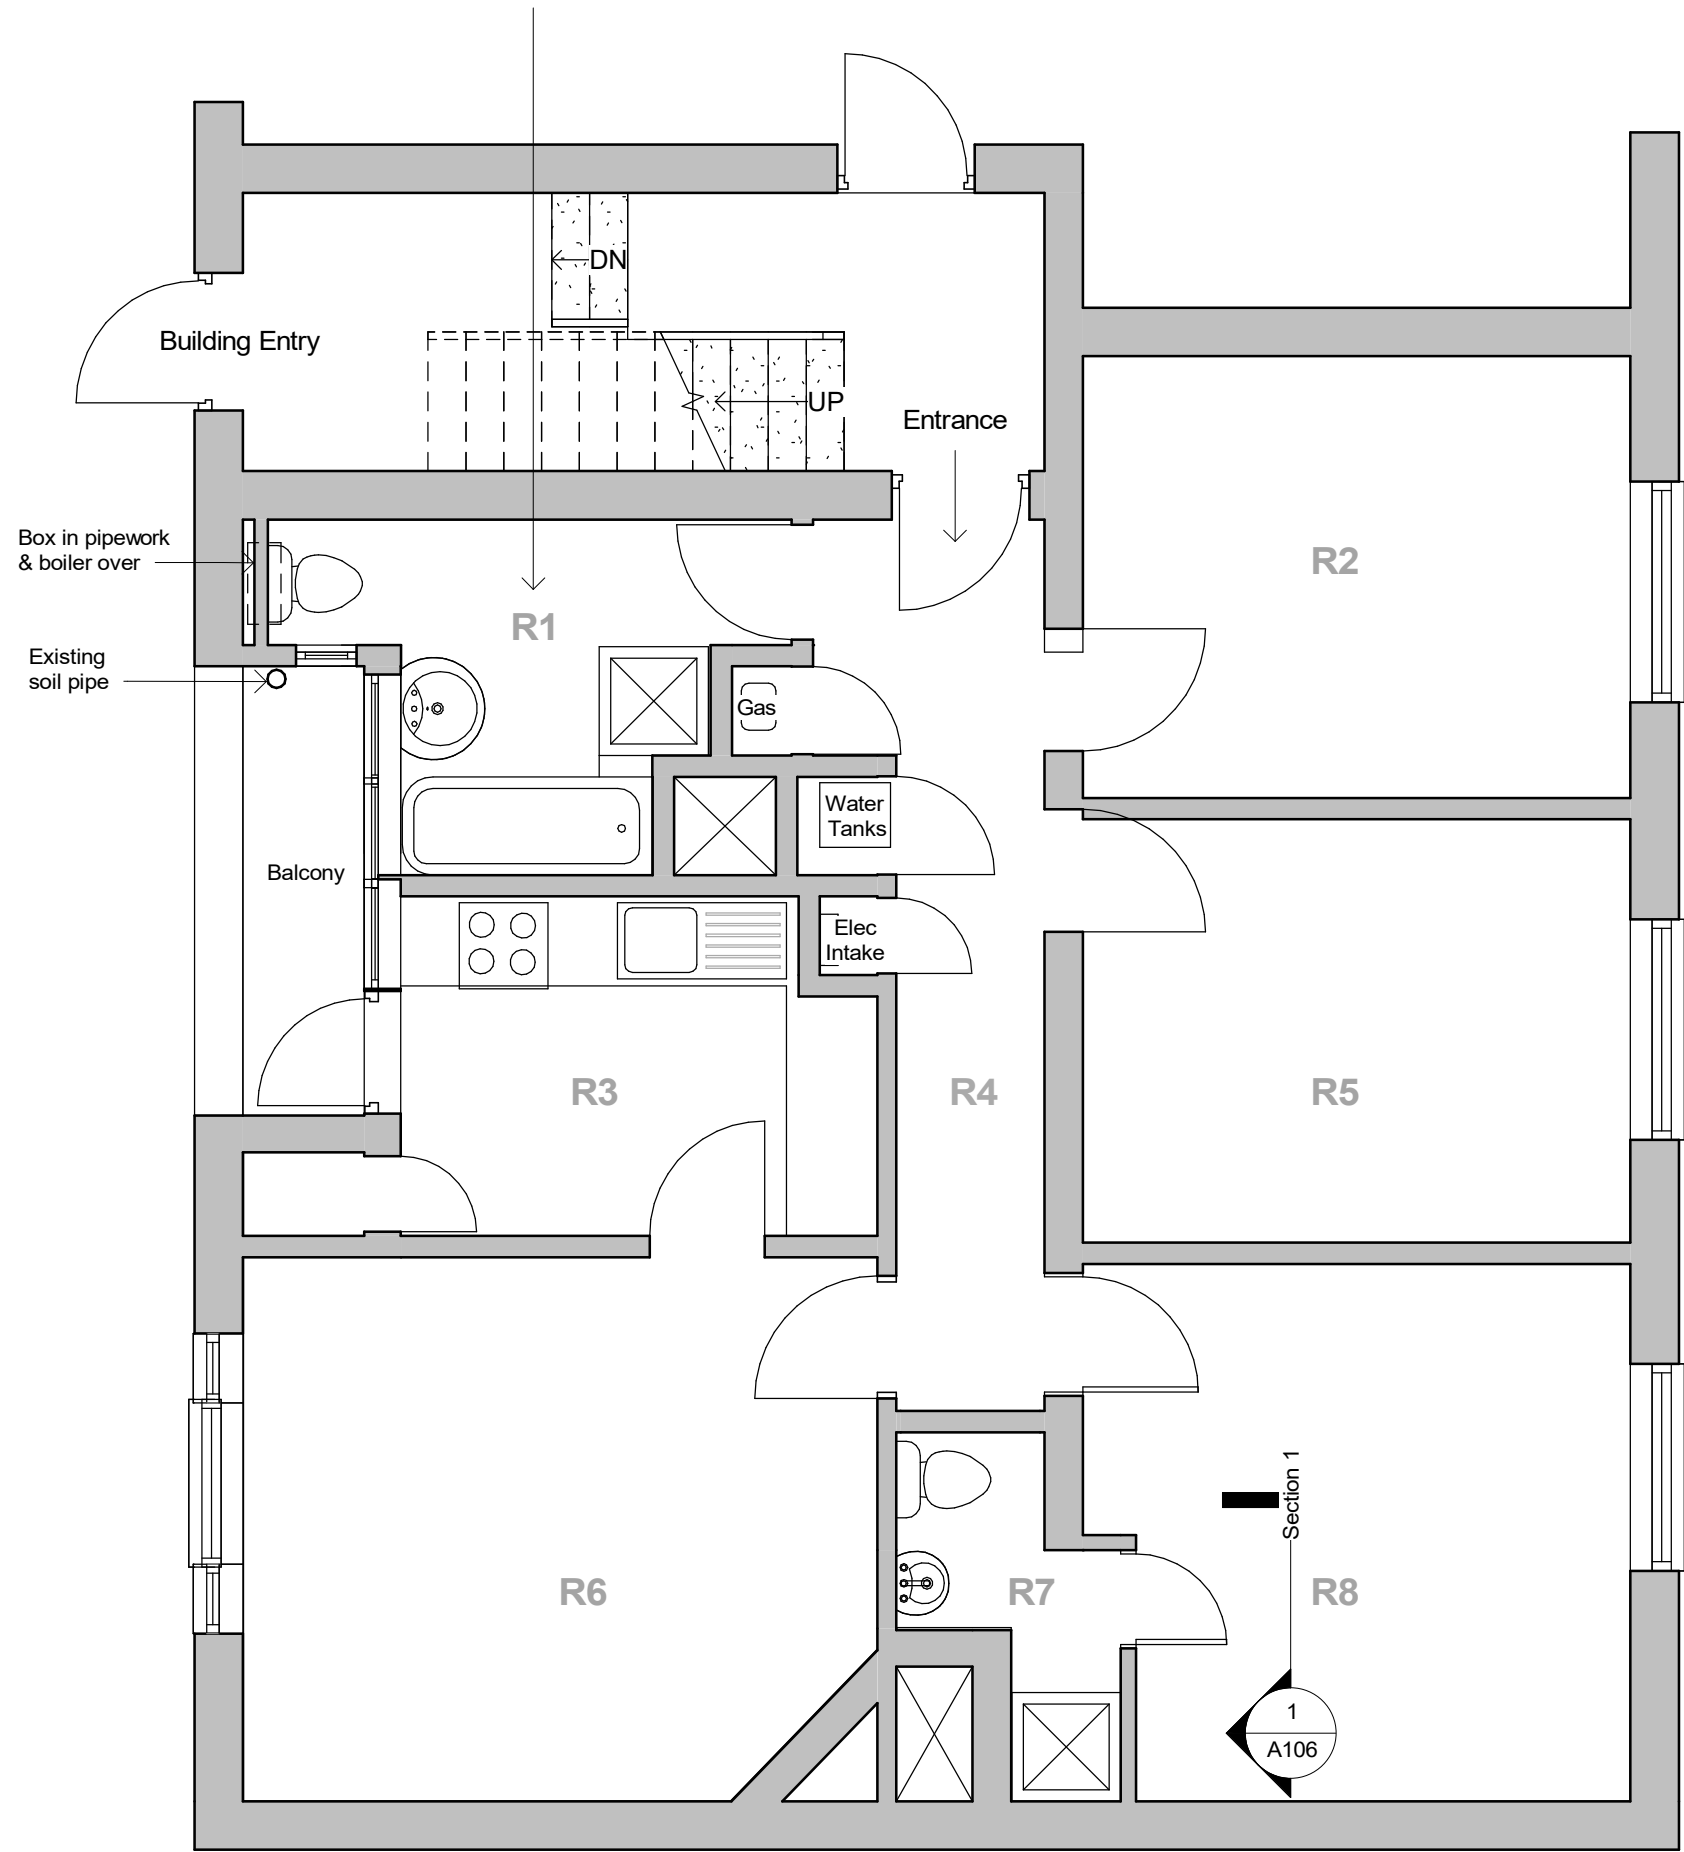 DN
Building Entry
UP
Entrance
Box in pipework
& boiler over
R2
R1
Existing
soil pipe
Gas
Water
Tanks
Balcony
Elec
Intake
R3
R4
R5
Section 1
R6
R7
R8
1
A106